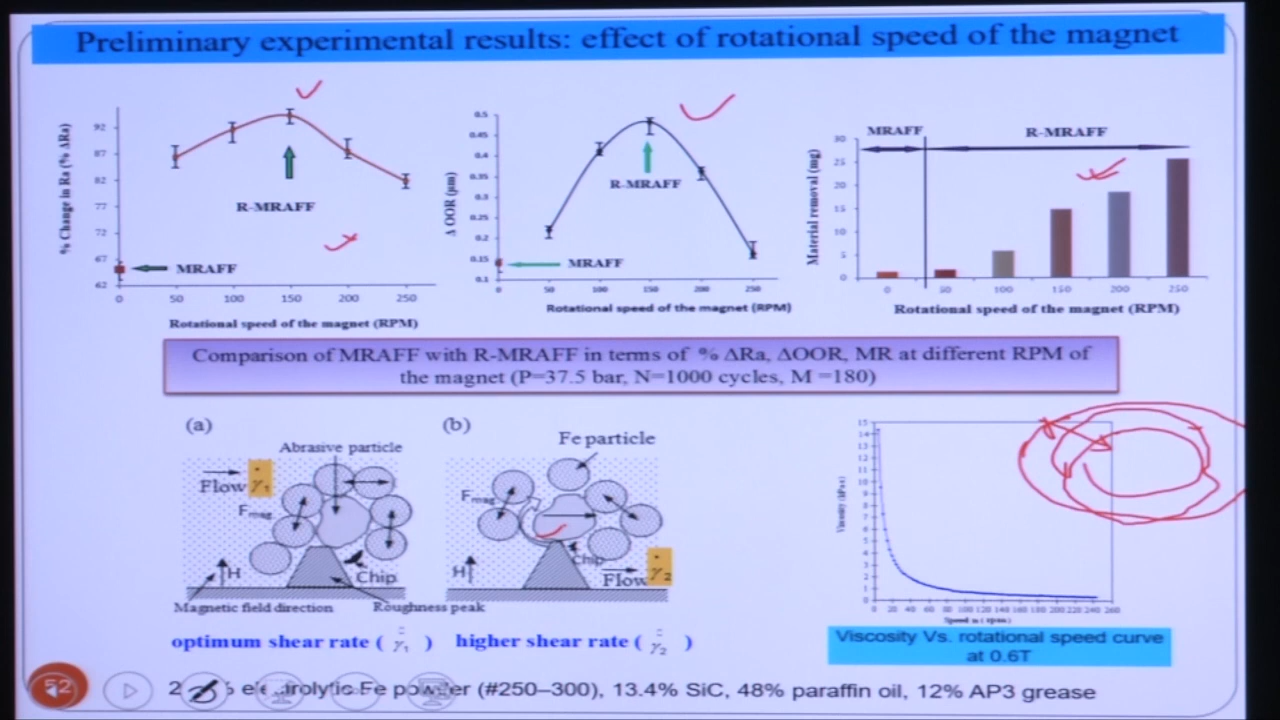 Preliminary experimental results: effect of rotational speed of the magnet
% Change in Ra (% ΔRa)
92
87
82
77
72
67
62
R-MRAFF
MRAFF
0 50 100 150 200 250
Rotational speed of the magnet (RPM)
Δ OOR (μm)
0.5
0.45
0.4
0.35
0.3
0.25
0.2
0.15
0.1
R-MRAFF
MRAFF
0 50 100 150 200 250
Rotational speed of the magnet (RPM)
MRAFF R-MRAFF
Material removal (mg)
30
25
20
15
10
5
0
0 50 100 150 200 250
Rotational speed of the magnet (RPM)
Comparison of MRAFF with R-MRAFF in terms of % ΔRa, ΔOOR, MR at different RPM of
the magnet (P=37.5 bar, N=1000 cycles, M =180)
(a)
Abrasive particle
Flow γ̇1
Fmag
H
Chip
Magnetic field direction Roughness peak
optimum shear rate ( γ̇1 )
(b)
Fe particle
Fmag
Chip
H
Flow γ̇2
higher shear rate ( γ̇2 )
15
14
13
12
11
10
9
8
7
6
5
4
3
2
1
0
0 20 40 60 80 100 120 140 160 180 200 220 240 260
Viscosity Vs. rotational speed curve
at 0.6T
52
Fe powder (#250–300), 13.4% SiC, 48% paraffin oil, 12% AP3 grease